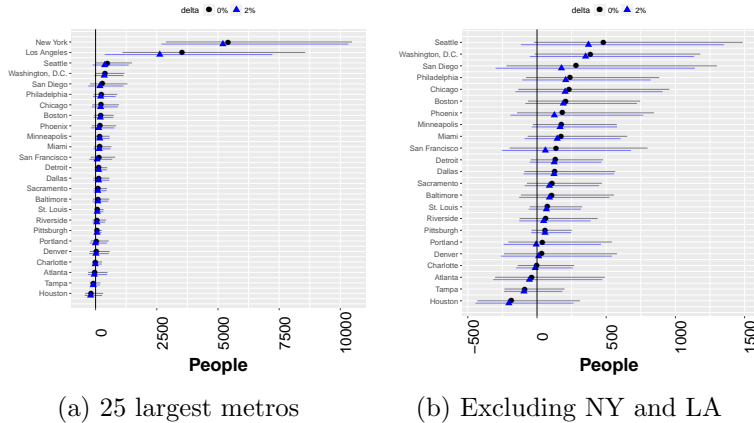 delta 0% 2%
New York
Los Angeles
Seattle
Washington, D.C.
San Diego
Philadelphia
Chicago
Boston
Phoenix
Minneapolis
Miami
San Francisco
Detroit
Dallas
Sacramento
Baltimore
St. Louis
Riverside
Pittsburgh
Portland
Denver
Charlotte
Atlanta
Tampa
Houston
0 2500 5000 7500 10000
People
(a) 25 largest metros
delta 0% 2%
Seattle
Washington, D.C.
San Diego
Philadelphia
Chicago
Boston
Phoenix
Minneapolis
Miami
San Francisco
Detroit
Dallas
Sacramento
Baltimore
St. Louis
Riverside
Pittsburgh
Portland
Denver
Charlotte
Atlanta
Tampa
Houston
−500 0 500 1000 1500
People
(b) Excluding NY and LA